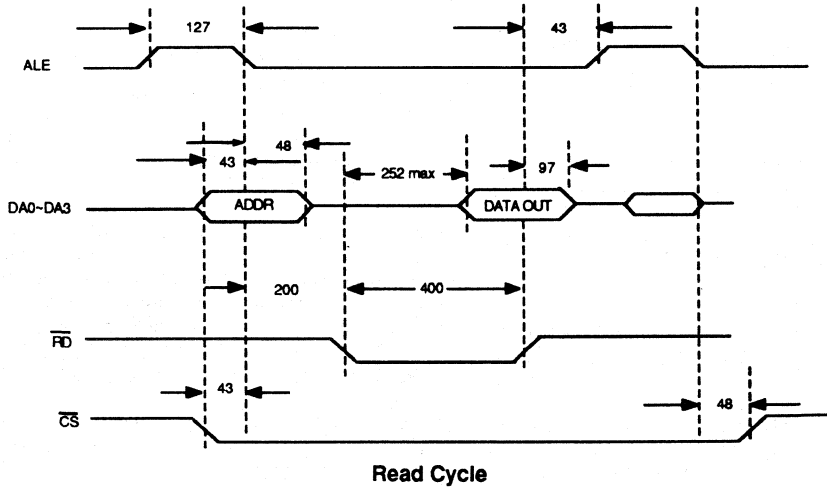 127
43
ALE
48
43
252 max
97
DA0~DA3
ADDR
DATA OUT
200
400
RD
43
48
CS
Read Cycle